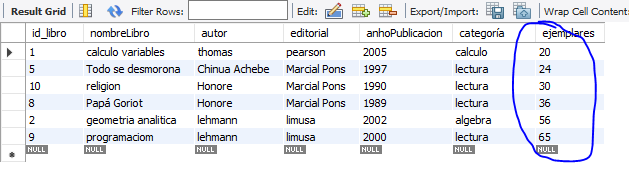 Result Grid Filter Rows: Edit: Export/Import: Wrap Cell Content:
id_libro nombreLibro autor editorial anhoPublicacion categoría ejemplares
1 calculo variables thomas pearson 2005 calculo 20
5 Todo se desmorona Chinua Achebe Marcial Pons 1997 lectura 24
10 religion Honore Marcial Pons 1990 lectura 30
8 Papá Goriot Honore Marcial Pons 1989 lectura 36
2 geometria analitica lehmann limusa 2002 algebra 56
9 programaciom lehmann limusa 2000 lectura 65
NULL NULL NULL NULL NULL NULL NULL